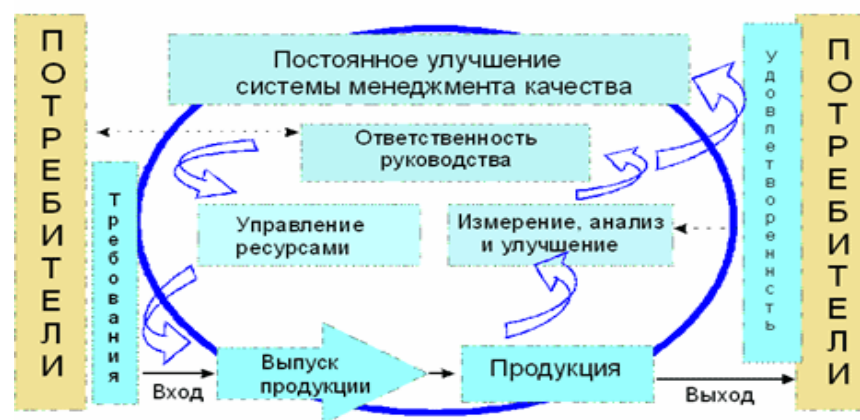 ПОТРЕБИТЕЛИ
Требования
Постоянное улучшение
системы менеджмента качества
Ответственность
руководства
Управление
ресурсами
Измерение, анализ
и улучшение
Вход
Выпуск
продукции
Продукция
Выход
Удовлетворенность
ПОТРЕБИТЕЛИ